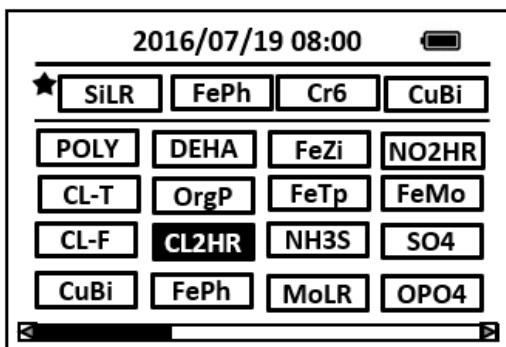 2016/07/19 08:00
SiLR FePh Cr6 CuBi
POLY DEHA FeZi NO2HR
CL-T OrgP FeTp FeMo
CL-F CL2HR NH3S SO4
CuBi FePh MoLR OPO4